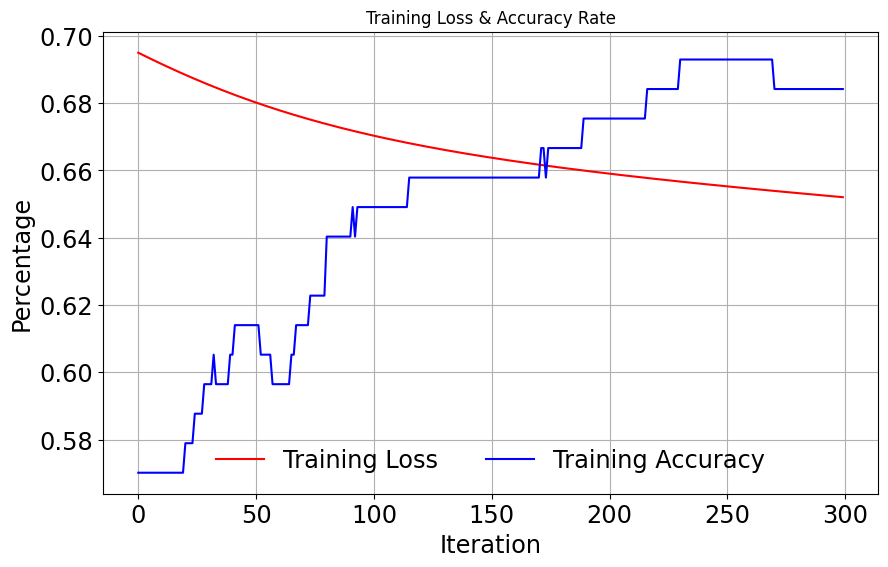 Training Loss & Accuracy Rate
0.70
0.68
0.66
0.64
0.62
0.60
0.58
Percentage
Training Loss Training Accuracy
0 50 100 150 200 250 300
Iteration